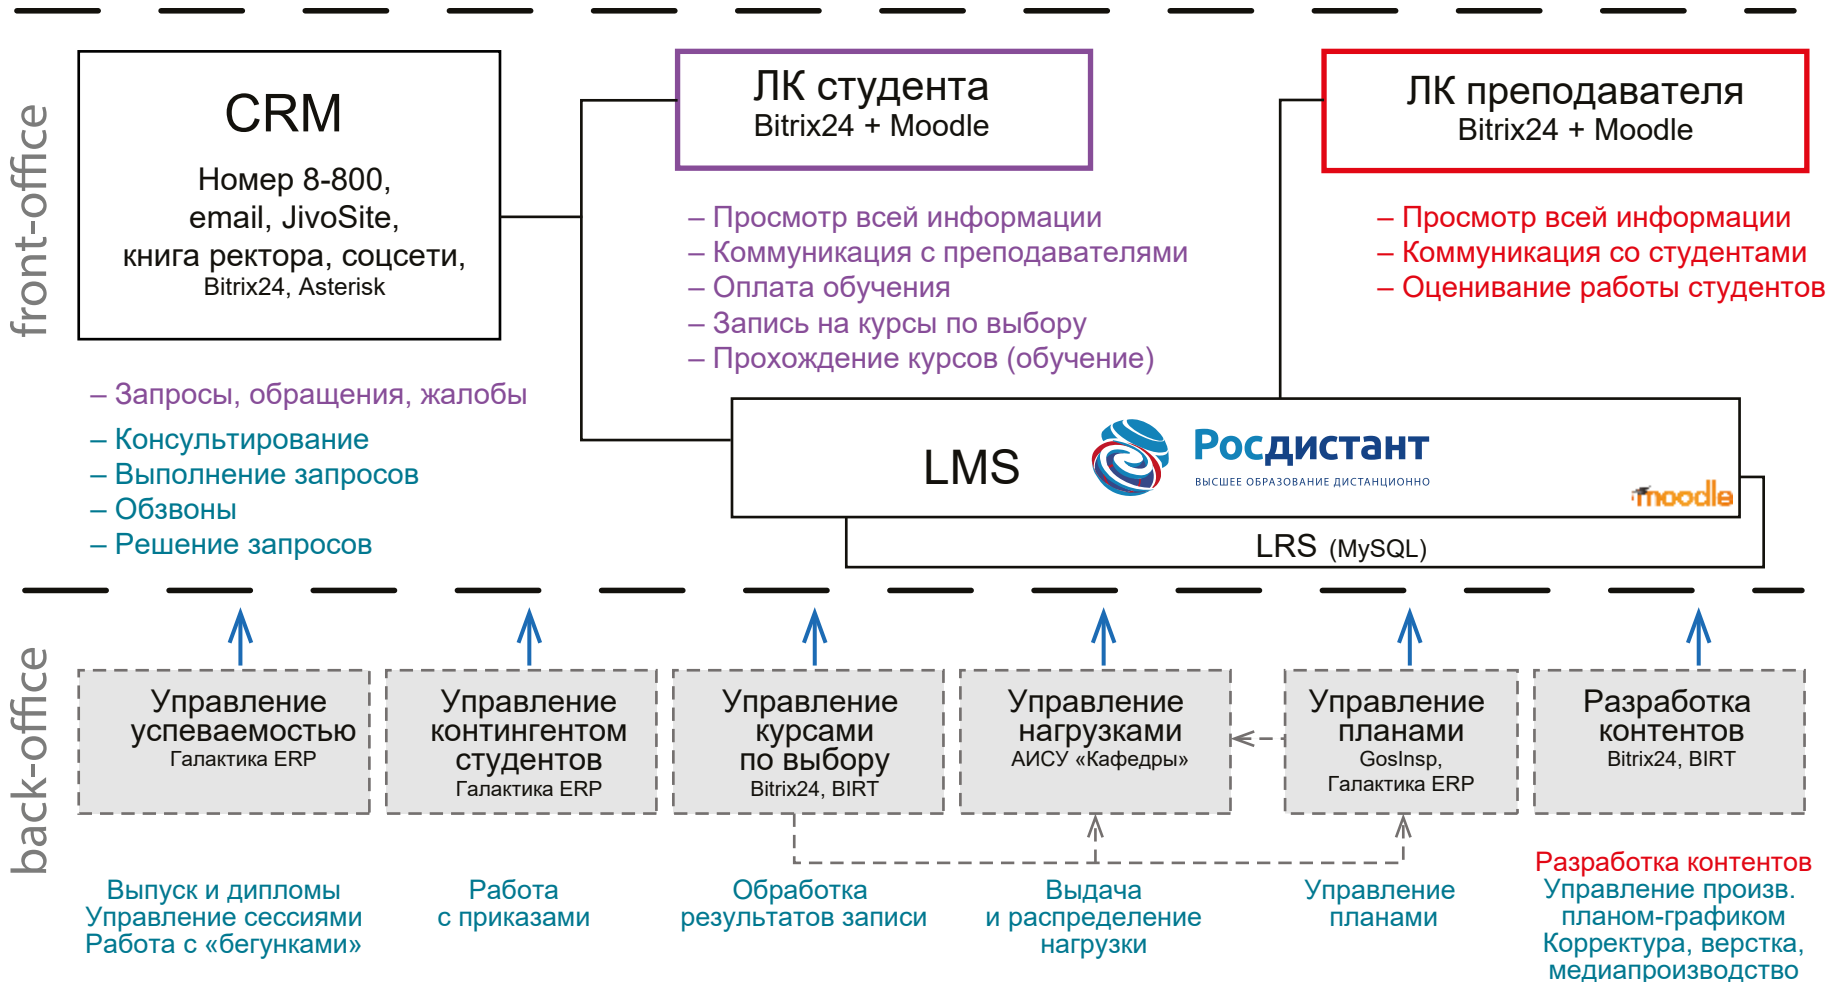 front-office
CRM
Номер 8-800,
email, JivoSite,
книга ректора, соцсети,
Bitrix24, Asterisk
– Запросы, обращения, жалобы
– Консультирование
– Выполнение запросов
– Обзвоны
– Решение запросов
ЛК студента
Bitrix24 + Moodle
– Просмотр всей информации
– Коммуникация с преподавателями
– Оплата обучения
– Запись на курсы по выбору
– Прохождение курсов (обучение)
ЛК преподавателя
Bitrix24 + Moodle
– Просмотр всей информации
– Коммуникация со студентами
– Оценивание работы студентов
LMS
Росдистант
ВЫСШЕЕ ОБРАЗОВАНИЕ ДИСТАНЦИОННО
moodle
LRS (MySQL)
back-office
Управление
успеваемостью
Галактика ERP
Управление
контингентом
студентов
Галактика ERP
Управление
курсами
по выбору
Bitrix24, BIRT
Управление
нагрузками
АИСУ «Кафедры»
Управление
планами
GosInsp,
Галактика ERP
Разработка
контентов
Bitrix24, BIRT
Выпуск и дипломы
Управление сессиями
Работа с «бегунками»
Работа
с приказами
Обработка
результатов записи
Выдача
и распределение
нагрузки
Управление
планами
Разработка контентов
Управление произв.
планом-графиком
Корректура, верстка,
медиапроизводство